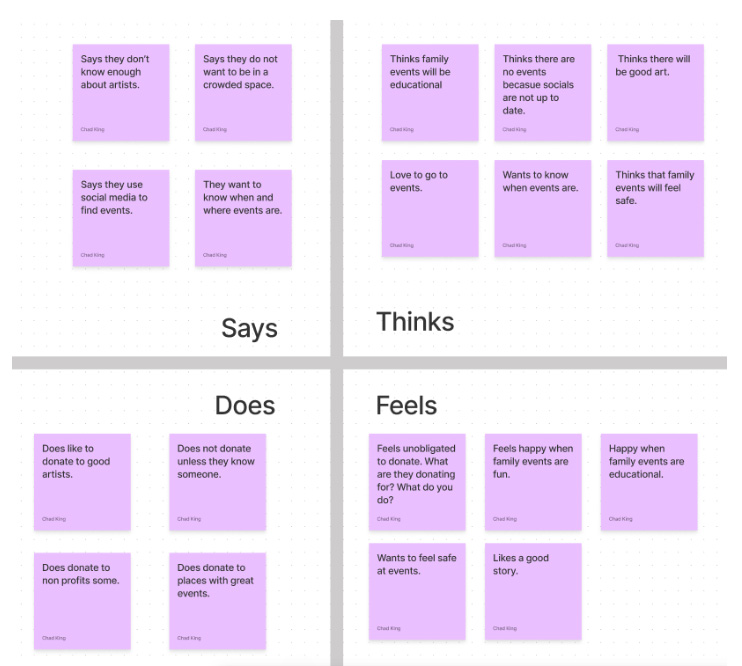 Says they don't
know enough
about artists.
Chad King
Says they do not
want to be in a
crowded space.
Chad King
Says they use
social media to
find events.
Chad King
They want to
know when and
where events are.
Chad King
Says
Thinks family
events will be
educational
Chad King
Thinks there are
no events
becasue socials
are not up to
date.
Chad King
Thinks there will
be good art.
Chad King
Love to go to
events.
Chad King
Wants to know
when events are.
Chad King
Thinks that family
events will feel
safe.
Chad King
Thinks
Does
Does like to
donate to good
artists.
Chad King
Does not donate
unless they know
someone.
Chad King
Does donate to
non profits some.
Chad King
Does donate to
places with great
events.
Chad King
Feels
Feels unobligated
to donate. What
are they donating
for? What do you
do?
Chad King
Feels happy when
family events are
fun.
Chad King
Happy when
family events are
educational.
Chad King
Wants to feel safe
at events.
Chad King
Likes a good
story.
Chad King